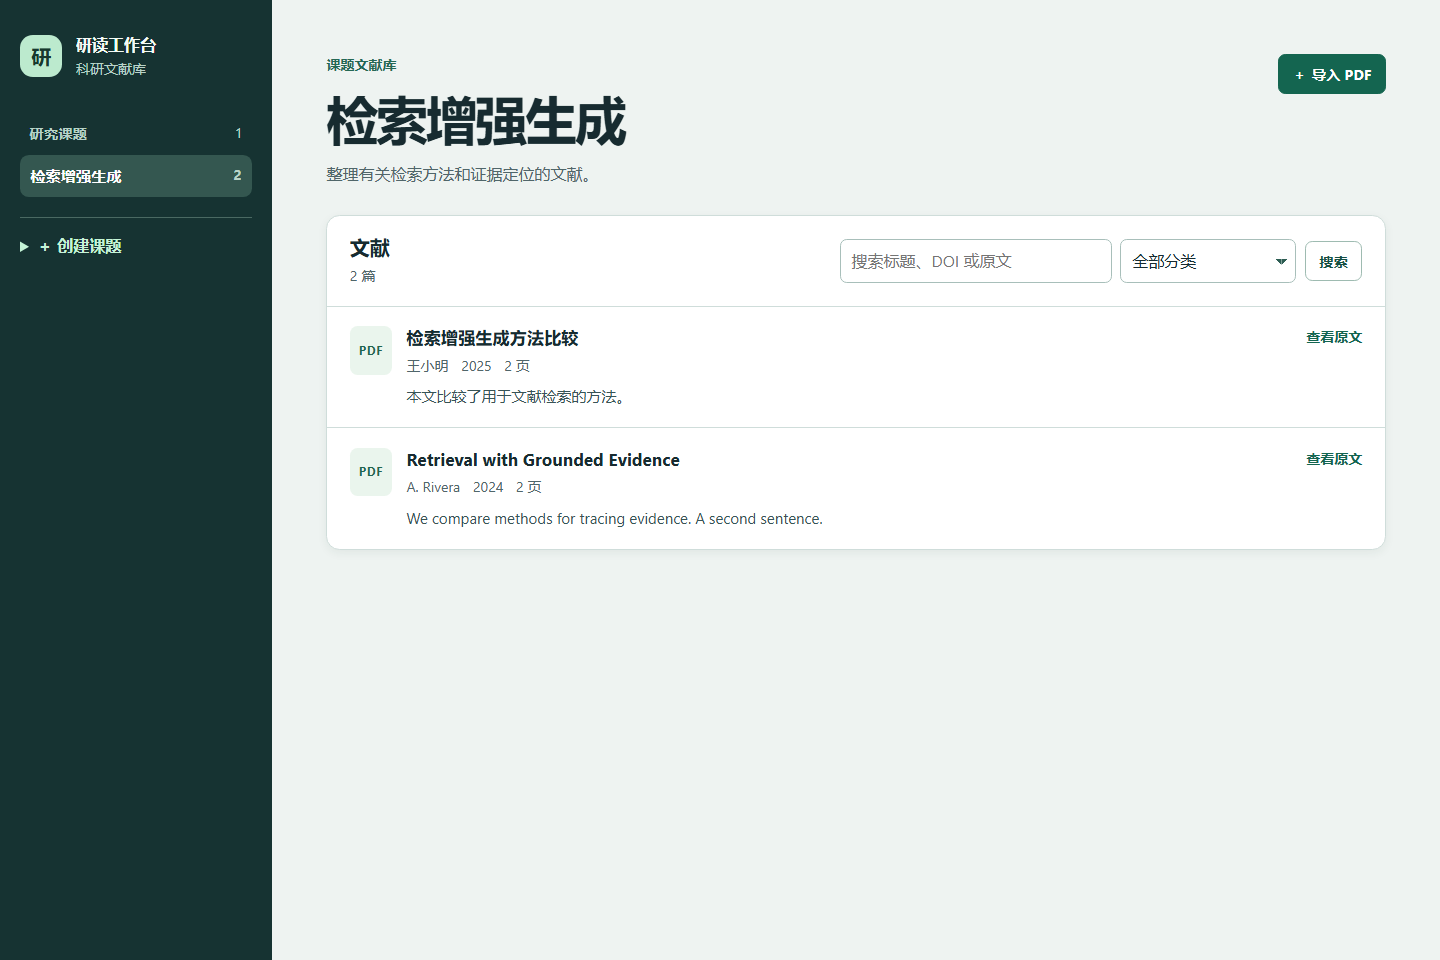 研
研读工作台
科研文献库
研究课题 1
检索增强生成 2
+ 创建课题
课题文献库
+ 导入 PDF
检索增强生成
整理有关检索方法和证据定位的文献。
文献
2 篇
搜索标题、DOI 或原文
全部分类
搜索
PDF
检索增强生成方法比较
查看原文
王小明 2025 2 页
本文比较了用于文献检索的方法。
PDF
Retrieval with Grounded Evidence
查看原文
A. Rivera 2024 2 页
We compare methods for tracing evidence. A second sentence.